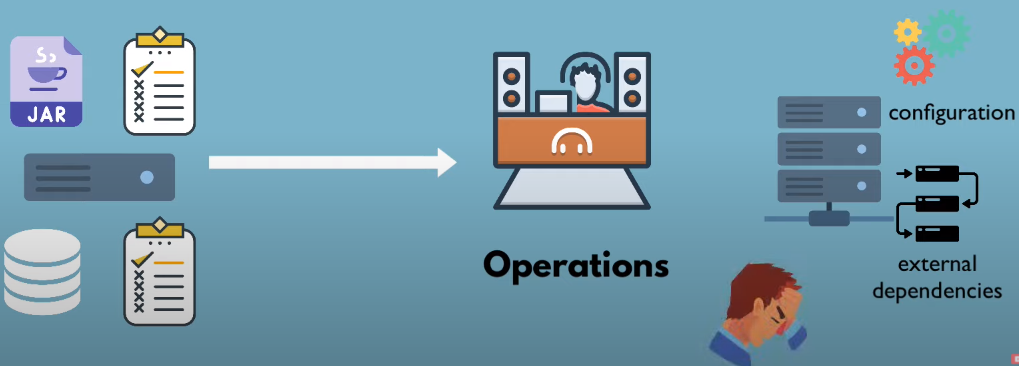 JAR
configuration
Operations
external
dependencies